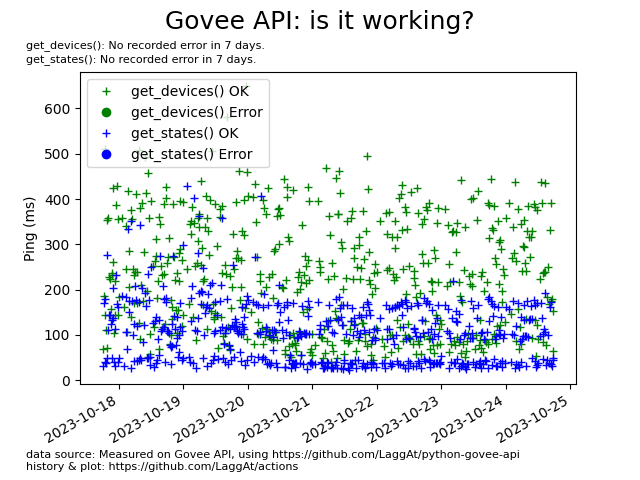 Govee API: is it working?
get_devices(): No recorded error in 7 days.
get_states(): No recorded error in 7 days.
get_devices() OK
get_devices() Error
get_states() OK
get_states() Error
600
500
400
300
200
100
0
Ping (ms)
2023-10-18
2023-10-19
2023-10-20
2023-10-21
2023-10-22
2023-10-23
2023-10-24
2023-10-25
data source: Measured on Govee API, using https://github.com/LaggAt/python-govee-api
history & plot: https://github.com/LaggAt/actions